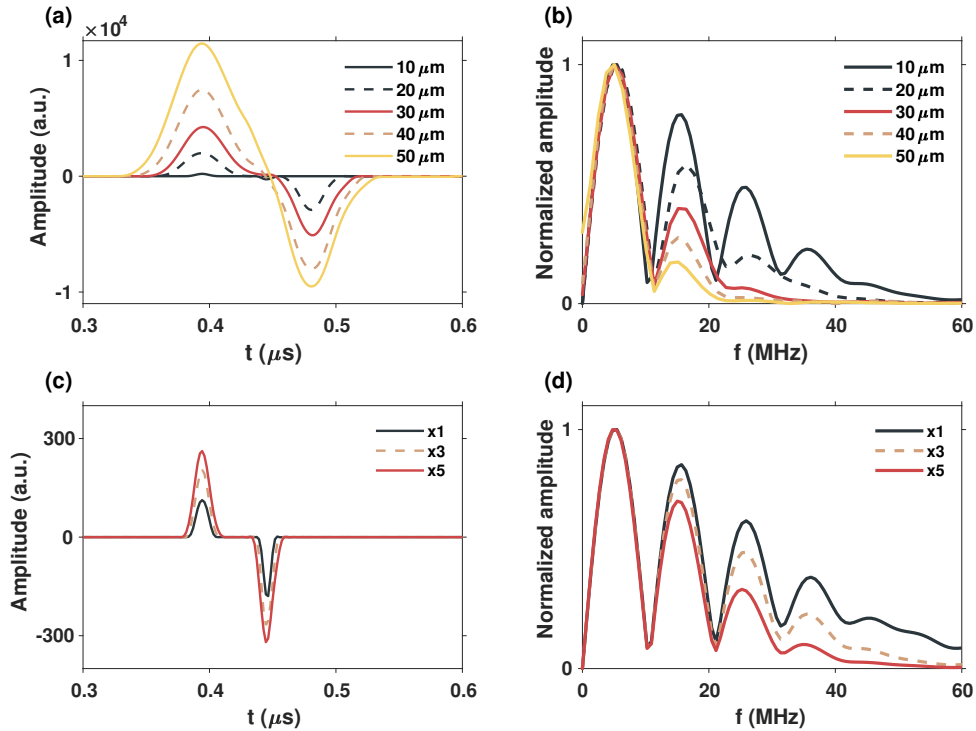 (a)
×10⁴
1
0
-1
Amplitude (a.u.)
10 μm
20 μm
30 μm
40 μm
50 μm
0.3 0.4 0.5 0.6
t (μs)
(b)
1
0
Normalized amplitude
10 μm
20 μm
30 μm
40 μm
50 μm
0 20 40 60
f (MHz)
(c)
300
0
-300
Amplitude (a.u.)
x1
x3
x5
0.3 0.4 0.5 0.6
t (μs)
(d)
1
0
Normalized amplitude
x1
x3
x5
0 20 40 60
f (MHz)